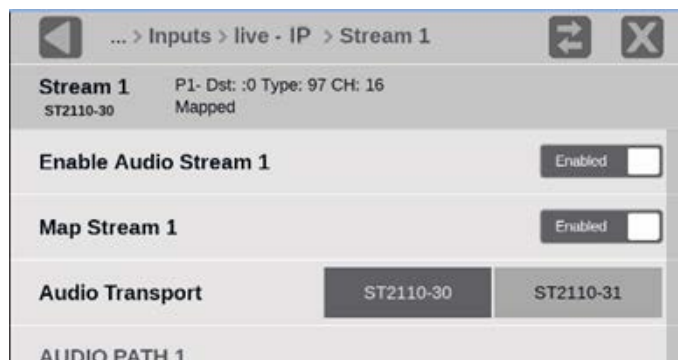 ... > Inputs > live - IP > Stream 1
Stream 1 P1- Dst: :0 Type: 97 CH: 16
ST2110-30 Mapped
Enable Audio Stream 1 Enabled
Map Stream 1 Enabled
Audio Transport ST2110-30 ST2110-31
AUDIO PATH 1